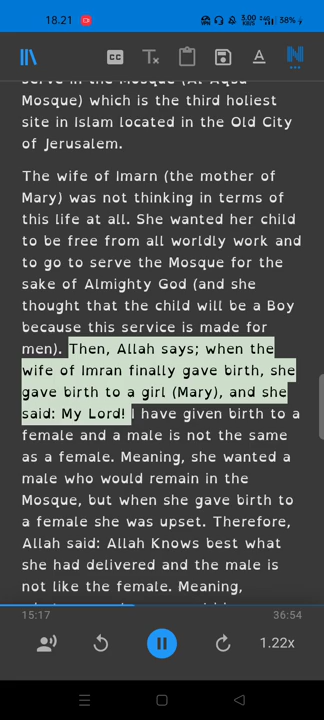 18.21
3.00
KB/S
38%
CC
T×
A
N
serve in the Mosque (Al-Aqsa
Mosque) which is the third holiest
site in Islam located in the Old City
of Jerusalem.
The wife of Imarn (the mother of
Mary) was not thinking in terms of
this life at all. She wanted her child
to be free from all worldly work and
to go to serve the Mosque for the
sake of Almighty God (and she
thought that the child will be a Boy
because this service is made for
men). Then, Allah says; when the
wife of Imran finally gave birth, she
gave birth to a girl (Mary), and she
said: My Lord! I have given birth to a
female and a male is not the same
as a female. Meaning, she wanted a
male who would remain in the
Mosque, but when she gave birth to
a female she was upset. Therefore,
Allah said: Allah Knows best what
she had delivered and the male is
not like the female. Meaning,
15:17
36:54
1.22x